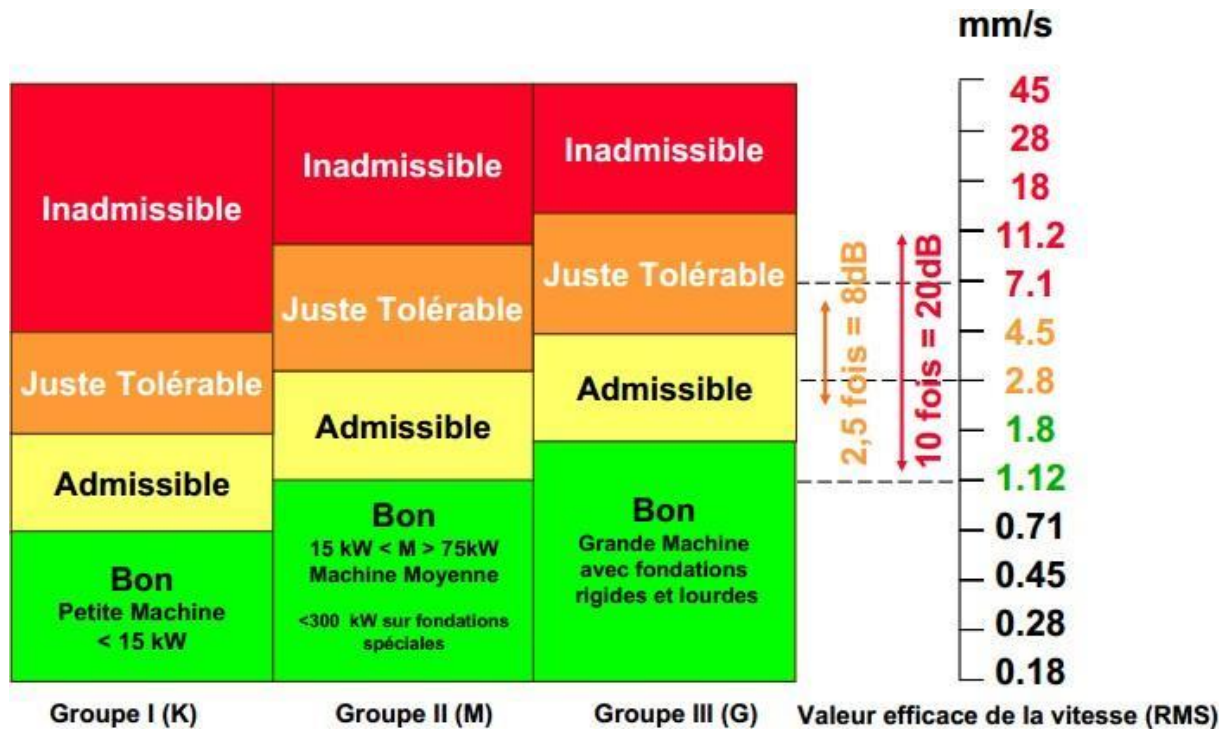 mm/s
Inadmissible
Juste Tolérable
Admissible
Bon
Petite Machine
< 15 kW
Groupe I (K)
Inadmissible
Juste Tolérable
Admissible
Bon
15 kW < M > 75kW
Machine Moyenne
<300 kW sur fondations
spéciales
Groupe II (M)
Inadmissible
Juste Tolérable
Admissible
Bon
Grande Machine
avec fondations
rigides et lourdes
Groupe III (G)
2,5 fois = 8dB
10 fois = 20dB
45
28
18
11.2
7.1
4.5
2.8
1.8
1.12
0.71
0.45
0.28
0.18
Valeur efficace de la vitesse (RMS)